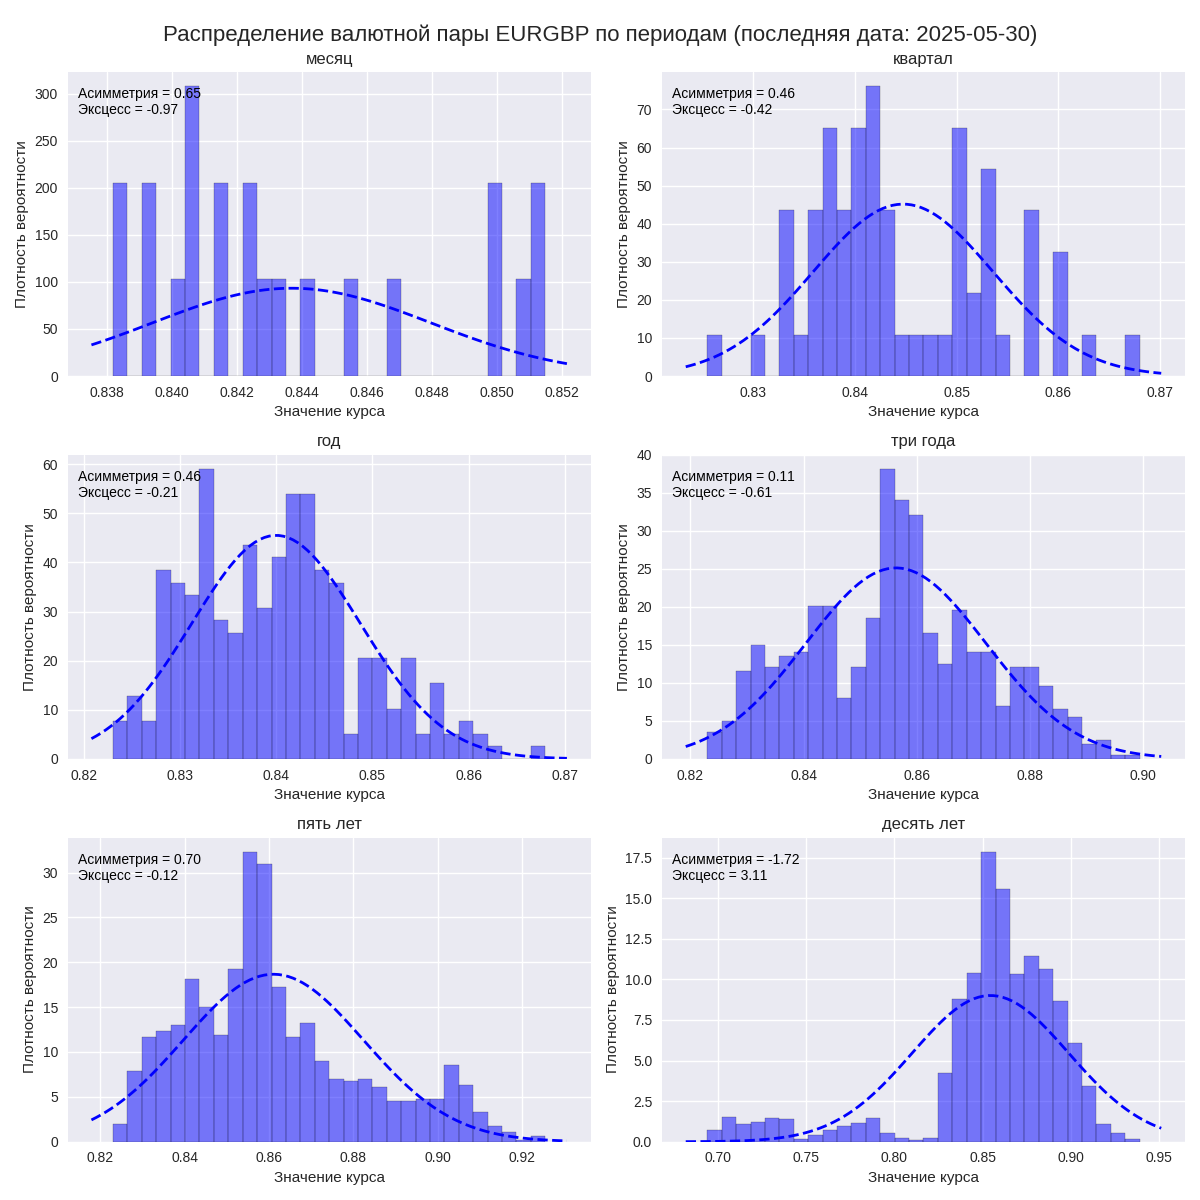 Распределение валютной пары EURGBP по периодам (последняя дата: 2025-05-30)
месяц
Асимметрия = 0.65
Эксцесс = -0.97
Плотность вероятности
300
250
200
150
100
50
0
0.838 0.840 0.842 0.844 0.846 0.848 0.850 0.852
Значение курса
квартал
Асимметрия = 0.46
Эксцесс = -0.42
Плотность вероятности
70
60
50
40
30
20
10
0
0.83 0.84 0.85 0.86 0.87
Значение курса
год
Асимметрия = 0.46
Эксцесс = -0.21
Плотность вероятности
60
50
40
30
20
10
0
0.82 0.83 0.84 0.85 0.86 0.87
Значение курса
три года
Асимметрия = 0.11
Эксцесс = -0.61
Плотность вероятности
40
35
30
25
20
15
10
5
0
0.82 0.84 0.86 0.88 0.90
Значение курса
пять лет
Асимметрия = 0.70
Эксцесс = -0.12
Плотность вероятности
30
25
20
15
10
5
0
0.82 0.84 0.86 0.88 0.90 0.92
Значение курса
десять лет
Асимметрия = -1.72
Эксцесс = 3.11
Плотность вероятности
17.5
15.0
12.5
10.0
7.5
5.0
2.5
0.0
0.70 0.75 0.80 0.85 0.90 0.95
Значение курса